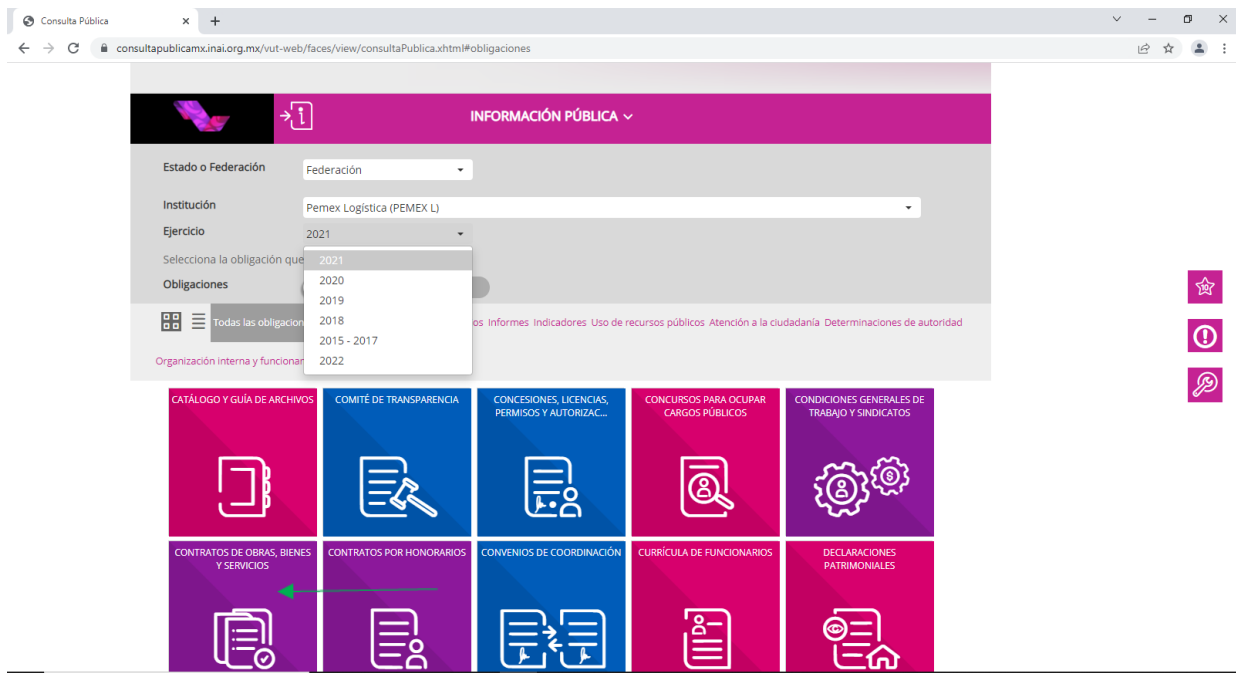 Consulta Pública
consultapublicamx.inai.org.mx/vut-web/faces/view/consultaPublica.xhtml#obligaciones
INFORMACIÓN PÚBLICA
Estado o Federación
Federación
Institución
Pemex Logística (PEMEX L)
Ejercicio
2021
Selecciona la obligación que
2021
2020
2019
2018
2015 - 2017
2022
Obligaciones
Todas las obligacion
os Informes Indicadores Uso de recursos públicos Atención a la ciudadanía Determinaciones de autoridad
Organización interna y funcionar
10
CATÁLOGO Y GUÍA DE ARCHIVOS
COMITÉ DE TRANSPARENCIA
CONCESIONES, LICENCIAS,
PERMISOS Y AUTORIZAC...
CONCURSOS PARA OCUPAR
CARGOS PÚBLICOS
CONDICIONES GENERALES DE
TRABAJO Y SINDICATOS
CONTRATOS DE OBRAS, BIENES
Y SERVICIOS
CONTRATOS POR HONORARIOS
CONVENIOS DE COORDINACIÓN
CURRÍCULA DE FUNCIONARIOS
DECLARACIONES
PATRIMONIALES